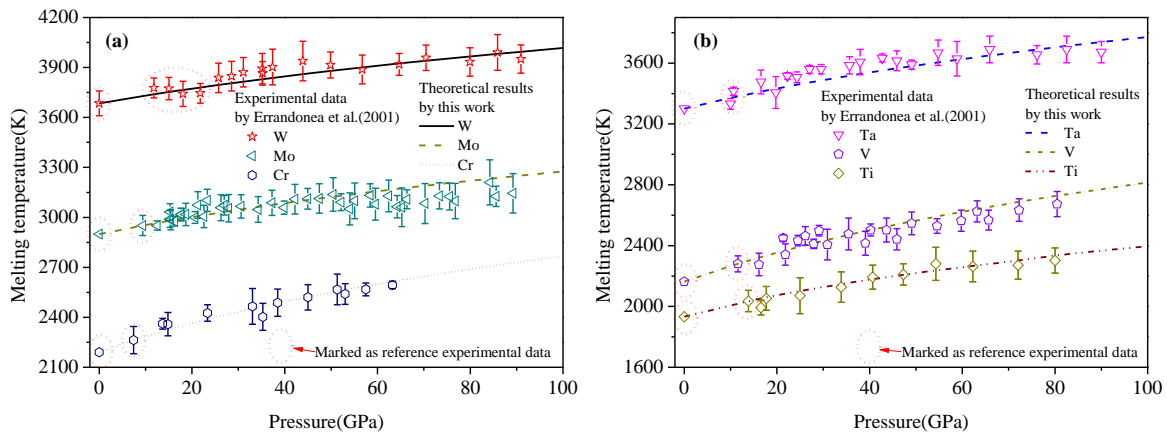 (a)
4200
3900
3600
3300
3000
2700
2400
2100
Melting temperature(K)
Experimental data
by Errandonea et al.(2001)
W
Mo
Cr
Theoretical results
by this work
W
Mo
Cr
Marked as reference experimental data
0 20 40 60 80 100
Pressure(GPa)
(b)
4000
3600
3200
2800
2400
2000
1600
Melting temperature(K)
Experimental data
by Errandonea et al.(2001)
Ta
V
Ti
Theoretical results
by this work
Ta
V
Ti
Marked as reference experimental data
0 20 40 60 80 100
Pressure(GPa)